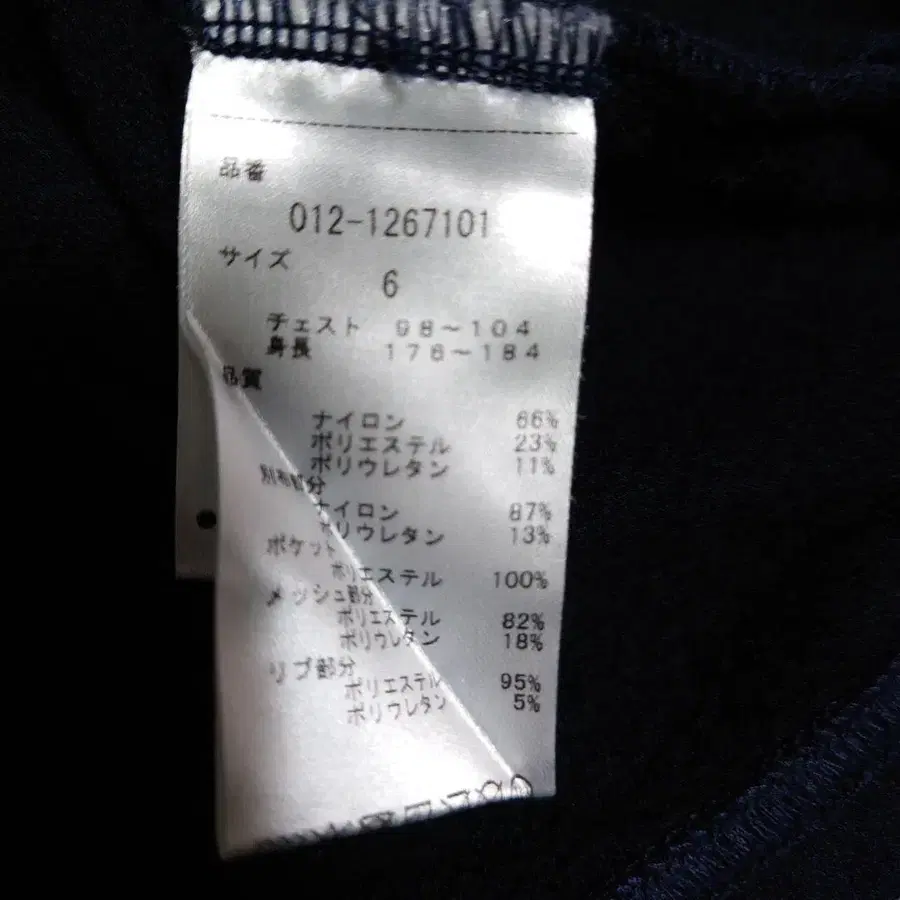 品番
012-1267101
サイズ
6
チェスト 98～104
身長 176～184
品質
ナイロン 66%
ポリエステル 23%
ポリウレタン 11%
別布部分
ナイロン 87%
ポリウレタン 13%
ポケット
ポリエステル 100%
メッシュ部分
ポリエステル 82%
ポリウレタン 18%
リブ部分
ポリエステル 95%
ポリウレタン 5%